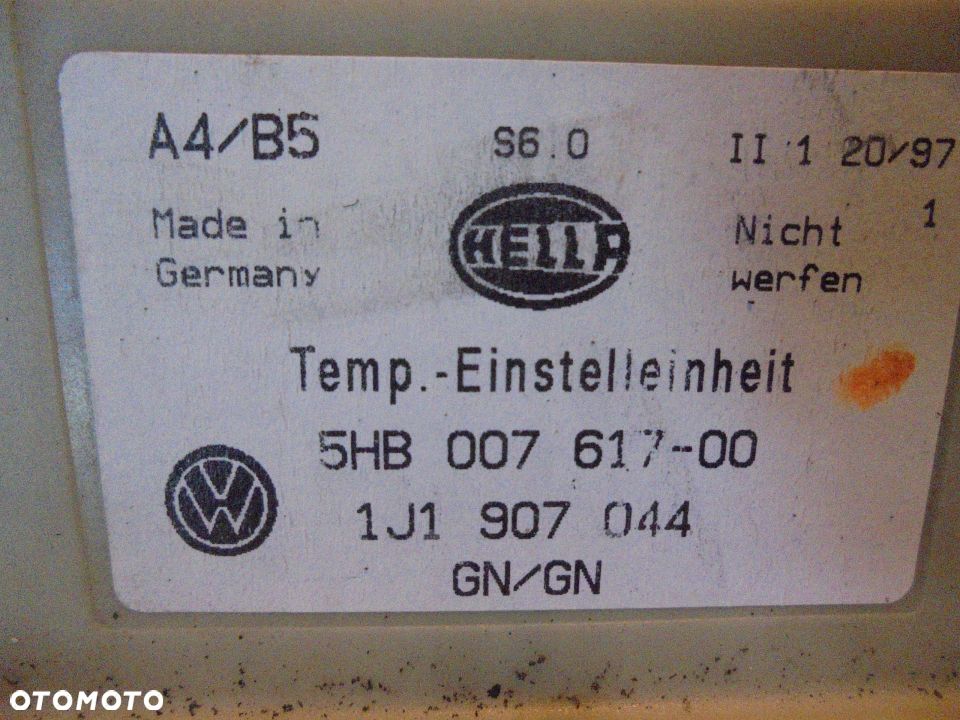 A4/B5 S6.0 II 1 20/97
Made in Nicht 1
Germany HELLA werfen
Temp.-Einstelleinheit
5HB 007 617-00
1J1 907 044
GN/GN
OTOMOTO